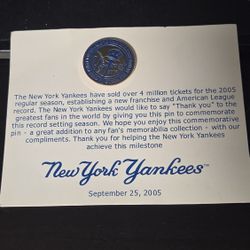 The New York Yankees have sold over 4 million tickets for the 2005
regular season, establishing a new franchise and American League
record. The New York Yankees would like to say "Thank you" to the
greatest fans in the world by giving you this pin to commemorate
this record setting season. We hope you enjoy this commemorative
pin - a great addition to any fan's memorabilia collection - with our
compliments. Thank you for helping the New York Yankees
achieve this milestone
New York Yankees™
September 25, 2005